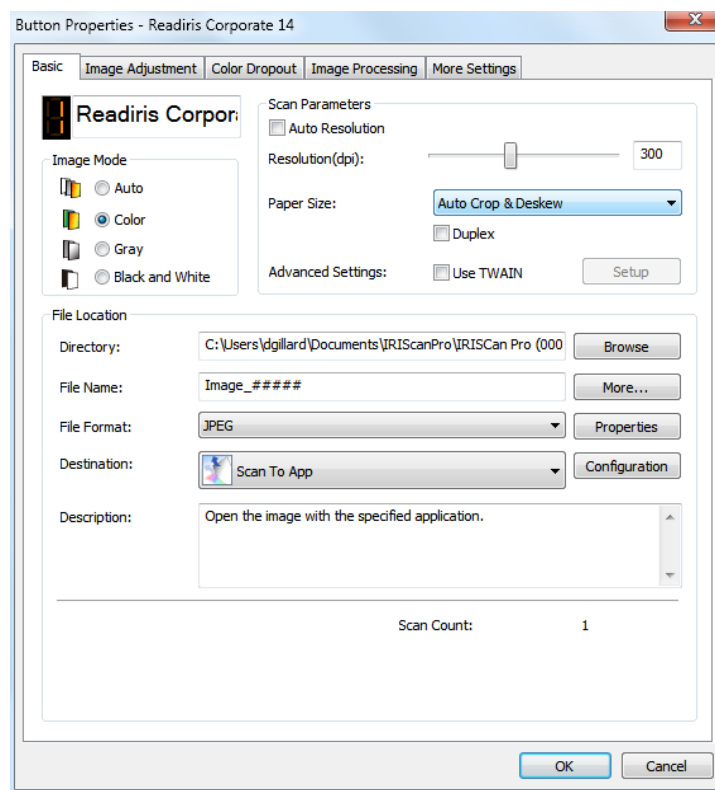 Button Properties - Readiris Corporate 14
Basic Image Adjustment Color Dropout Image Processing More Settings
1 Readiris Corpor
Image Mode
Auto
Color
Gray
Black and White
Scan Parameters
Auto Resolution
Resolution(dpi): 300
Paper Size: Auto Crop & Deskew
Duplex
Advanced Settings: Use TWAIN Setup
File Location
Directory: C:\Users\dgillard\Documents\IRIScanPro\IRISCan Pro (000 Browse
File Name: Image_##### More...
File Format: JPEG Properties
Destination: Scan To App Configuration
Description: Open the image with the specified application.
Scan Count: 1
OK Cancel